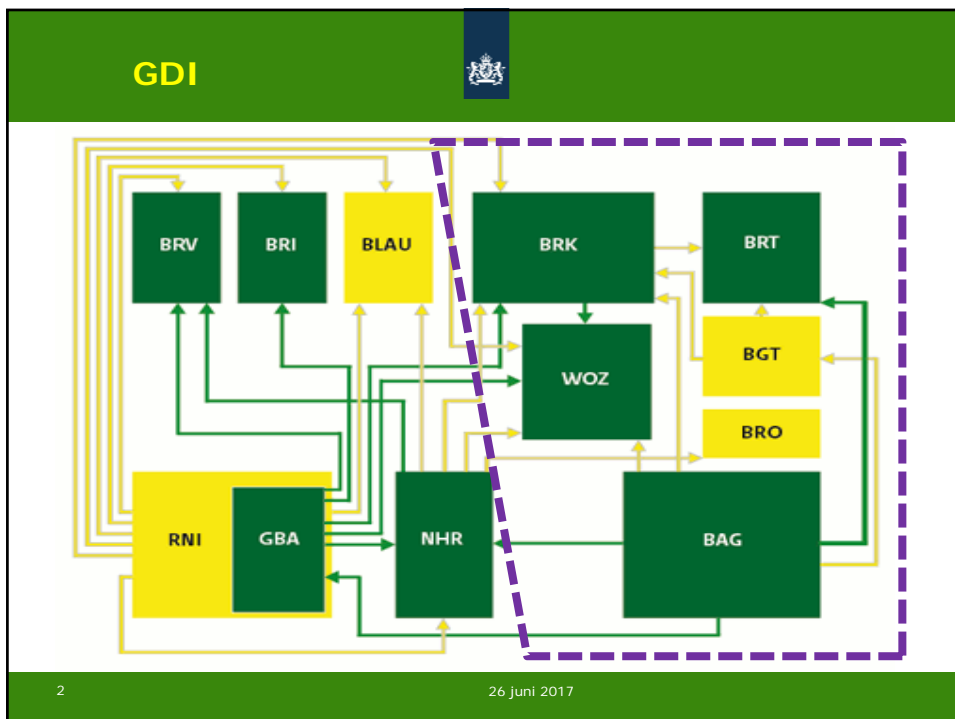 GDI
BRV
BRI
BLAU
BRK
BRT
WOZ
BGT
BRO
RNI
GBA
NHR
BAG
2
26 juni 2017